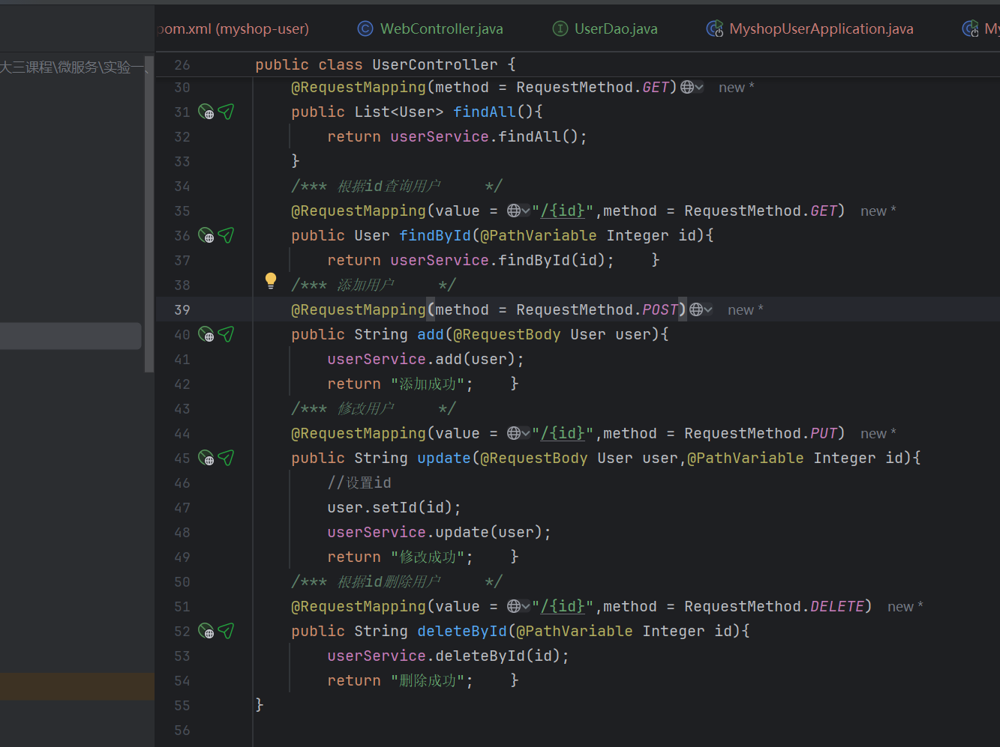 pom.xml (myshop-user) WebController.java UserDao.java MyshopUserApplication.java My
大三课程\微服务\实验一、
26 public class UserController {
30 @RequestMapping(method = RequestMethod.GET) new *
31 public List<User> findAll(){
32 return userService.findAll();
33 }
34 /*** 根据id查询用户 */
35 @RequestMapping(value = "/{id}",method = RequestMethod.GET) new *
36 public User findById(@PathVariable Integer id){
37 return userService.findById(id); }
38 /*** 添加用户 */
39 @RequestMapping(method = RequestMethod.POST) new *
40 public String add(@RequestBody User user){
41 userService.add(user);
42 return "添加成功"; }
43 /*** 修改用户 */
44 @RequestMapping(value = "/{id}",method = RequestMethod.PUT) new *
45 public String update(@RequestBody User user,@PathVariable Integer id){
46 //设置id
47 user.setId(id);
48 userService.update(user);
49 return "修改成功"; }
50 /*** 根据id删除用户 */
51 @RequestMapping(value = "/{id}",method = RequestMethod.DELETE) new *
52 public String deleteById(@PathVariable Integer id){
53 userService.deleteById(id);
54 return "删除成功"; }
55 }
56